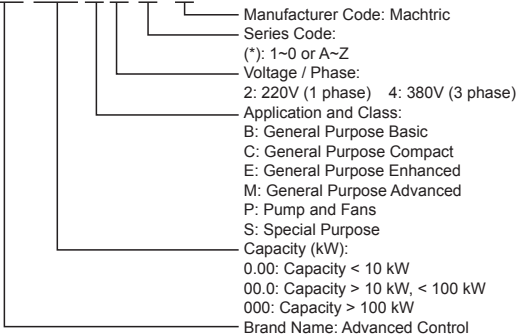 Manufacturer Code: Machtric
Series Code:
(*): 1~0 or A~Z
Voltage / Phase:
2: 220V (1 phase) 4: 380V (3 phase)
Application and Class:
B: General Purpose Basic
C: General Purpose Compact
E: General Purpose Enhanced
M: General Purpose Advanced
P: Pump and Fans
S: Special Purpose
Capacity (kW):
0.00: Capacity < 10 kW
00.0: Capacity > 10 kW, < 100 kW
000: Capacity > 100 kW
Brand Name: Advanced Control